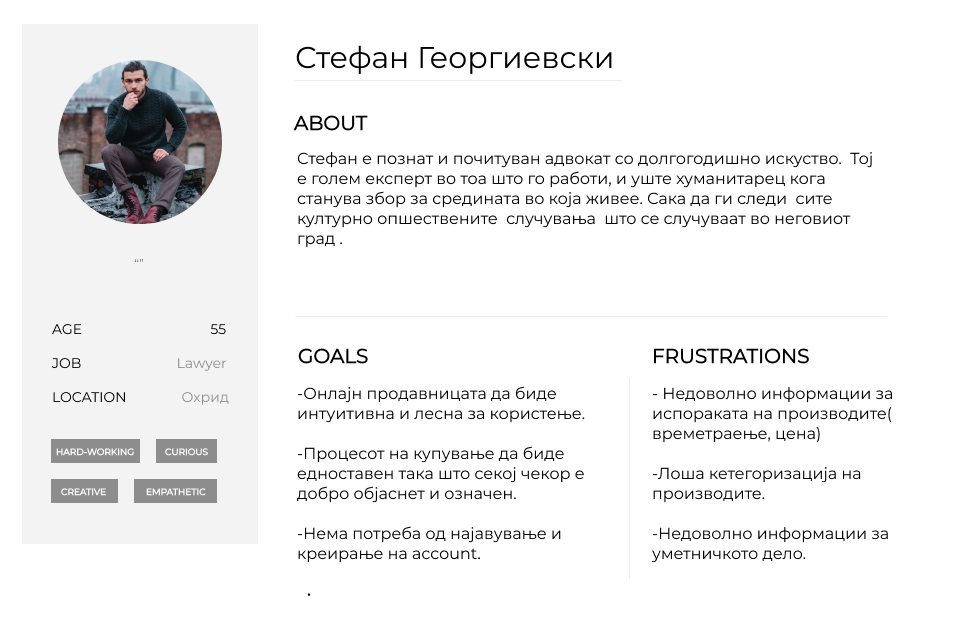 Стефан Георгиевски
ABOUT
Стефан е познат и почитуван адвокат со долгогодишно искуство.  Тој
е голем експерт во тоа што го работи, и уште хуманитарец кога
станува збор за средината во која живее. Сака да ги следи  сите
културно опшествените  случувања  што се случуваат во неговиот
град .
“”
AGE 55
JOB Lawyer
LOCATION Охрид
HARD-WORKING CURIOUS
CREATIVE EMPATHETIC
GOALS
-Онлајн продавницата да биде
интуитивна и лесна за користење.
-Процесот на купување да биде
едноставен така што секој чекор е
добро објаснет и означен.
-Нема потреба од најавување и
креирање на account.
.
FRUSTRATIONS
- Недоволно информации за
испораката на производите(
времетраење, цена)
-Лоша кетегоризација на
производите.
-Недоволно информации за
уметничкото дело.